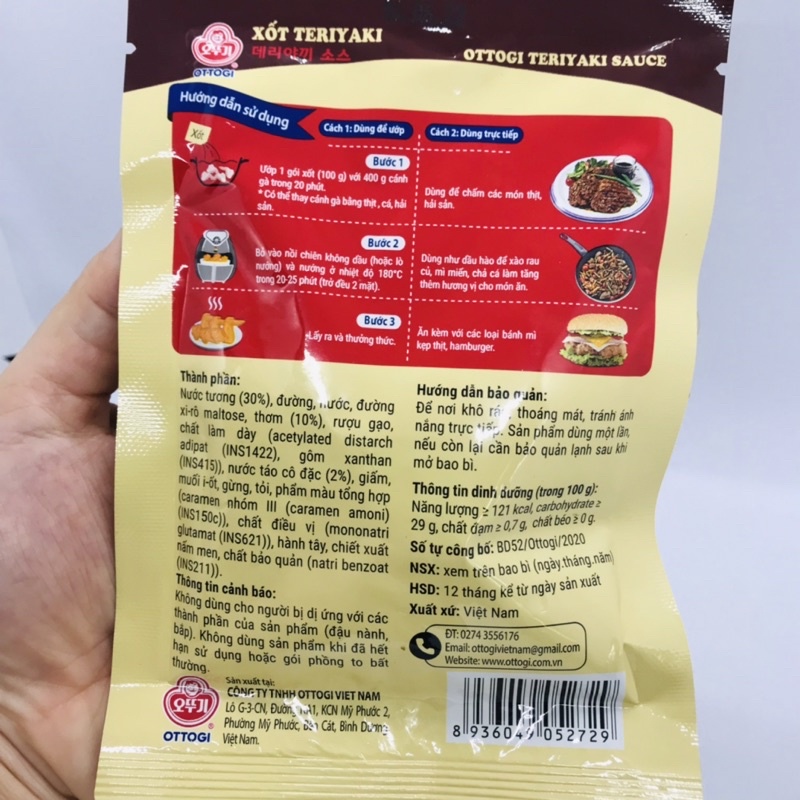 XỐT TERIYAKI
데리야끼 소스
OTTOGI TERIYAKI SAUCE
오뚜기
OTTOGI
Hướng dẫn sử dụng
Cách 1: Dùng để ướp
Cách 2: Dùng trực tiếp
Xốt
Bước 1
Ướp 1 gói xốt (100 g) với 400 g cánh
gà trong 20 phút.
* Có thể thay cánh gà bằng thịt, cá, hải
sản.
Dùng để chấm các món thịt,
hải sản.
Bước 2
Bỏ vào nồi chiên không dầu (hoặc lò
nướng) và nướng ở nhiệt độ 180°C
trong 20-25 phút (trở đều 2 mặt).
Dùng như dầu hào để xào rau
củ, mì miến, chả cá làm tăng
thêm hương vị cho món ăn.
Bước 3
Lấy ra và thưởng thức.
Ăn kèm với các loại bánh mì
kẹp thịt, hamburger.
Thành phần:
Nước tương (30%), đường, nước, đường
xi-rô maltose, thơm (10%), rượu gạo,
chất làm dày (acetylated distarch
adipat (INS1422), gôm xanthan
(INS415)), nước táo cô đặc (2%), giấm,
muối i-ốt, gừng, tỏi, phẩm màu tổng hợp
(caramen nhóm III (caramen amoni)
(INS150c)), chất điều vị (mononatri
glutamat (INS621)), hành tây, chiết xuất
nấm men, chất bảo quản (natri benzoat
(INS211)).
Thông tin cảnh báo:
Không dùng cho người bị dị ứng với các
thành phần của sản phẩm (đậu nành,
bắp). Không dùng sản phẩm khi đã hết
hạn sử dụng hoặc gói phồng to bất
thường.
Hướng dẫn bảo quản:
Để nơi khô ráo, thoáng mát, tránh ánh
nắng trực tiếp. Sản phẩm dùng một lần,
nếu còn lại cần bảo quản lạnh sau khi
mở bao bì.
Thông tin dinh dưỡng (trong 100 g):
Năng lượng ≥ 121 kcal, carbohydrate ≥
29 g, chất đạm ≥ 0,7 g, chất béo ≥ 0 g.
Số tự công bố: BD52/Ottogi/2020
NSX: xem trên bao bì (ngày.tháng.năm)
HSD: 12 tháng kể từ ngày sản xuất
Xuất xứ: Việt Nam
ĐT: 0274 3556176
Email: ottogivietnam@gmail.com
Website: www.ottogi.com.vn
오뚜기
OTTOGI
Sản xuất tại:
CÔNG TY TNHH OTTOGI VIỆT NAM
Lô G-3-CN, Đường NA1, KCN Mỹ Phước 2,
Phường Mỹ Phước, Bến Cát, Bình Dương
Việt Nam.
8 936049 052729